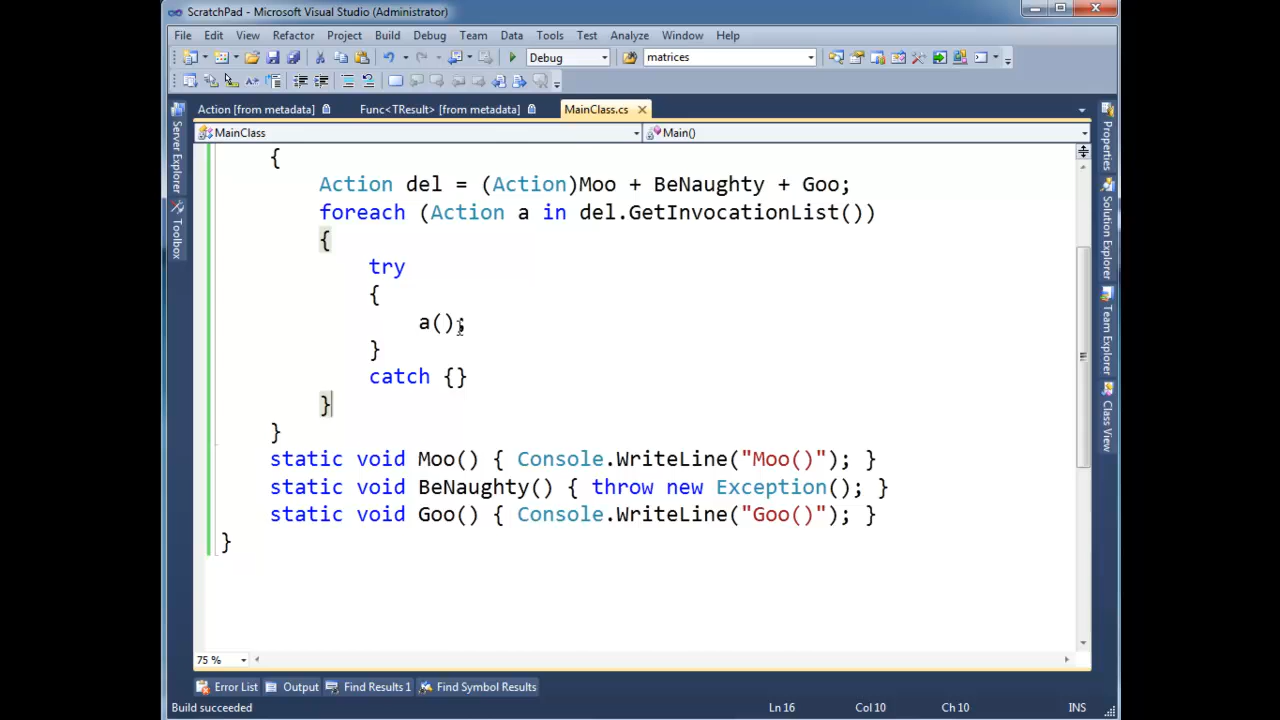 ScratchPad - Microsoft Visual Studio (Administrator)
File Edit View Refactor Project Build Debug Team Data Tools Test Analyze Window Help
Debug matrices
Action [from metadata] Func<TResult> [from metadata] MainClass.cs
MainClass Main()
{
Action del = (Action)Moo + BeNaughty + Goo;
foreach (Action a in del.GetInvocationList())
{
try
{
a();
}
catch {}
}
}
static void Moo() { Console.WriteLine("Moo()"); }
static void BeNaughty() { throw new Exception(); }
static void Goo() { Console.WriteLine("Goo()"); }
}
Server Explorer
Toolbox
Properties
Solution Explorer
Team Explorer
Class View
75 %
Error List Output Find Results 1 Find Symbol Results
Build succeeded Ln 16 Col 10 Ch 10 INS